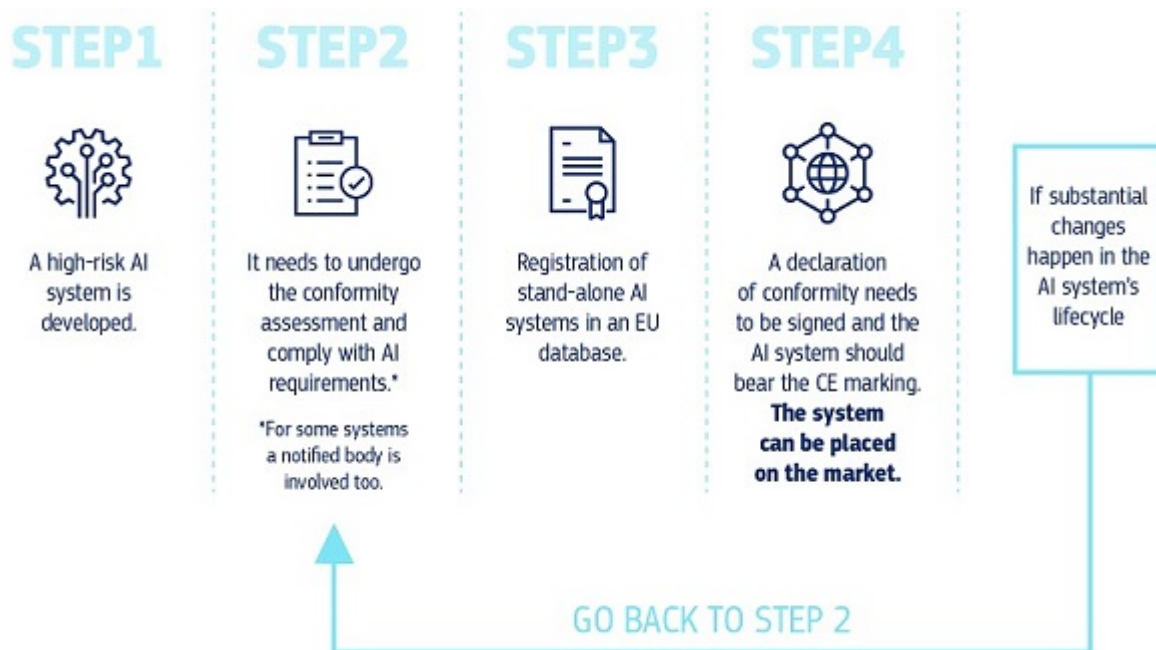 STEP1
A high-risk AI
system is
developed.
STEP2
It needs to undergo
the conformity
assessment and
comply with AI
requirements.*
*For some systems
a notified body is
involved too.
STEP3
Registration of
stand-alone AI
systems in an EU
database.
STEP4
A declaration
of conformity needs
to be signed and the
AI system should
bear the CE marking.
The system
can be placed
on the market.
If substantial
changes
happen in the
AI system's
lifecycle
GO BACK TO STEP 2